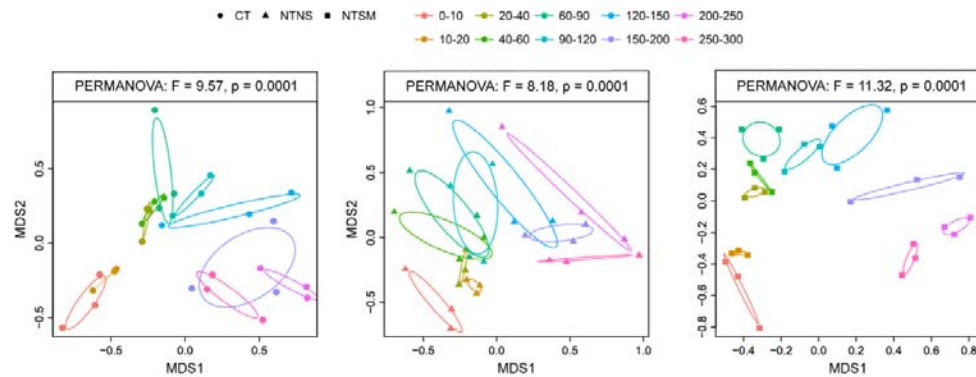 CT NTNS NTSM
0-10 20-40 60-90 120-150 200-250
10-20 40-60 90-120 150-200 250-300
PERMANOVA: F = 9.57, p = 0.0001
PERMANOVA: F = 8.18, p = 0.0001
PERMANOVA: F = 11.32, p = 0.0001
MDS2
0.5
0.0
−0.5
−0.5 0.0 0.5
MDS1
MDS2
1.0
0.5
0.0
−0.5
−0.5 0.0 0.5 1.0
MDS1
MDS2
0.6
0.4
0.2
0.0
−0.2
−0.4
−0.6
−0.8
−0.4 0.0 0.2 0.4 0.6 0.8
MDS1